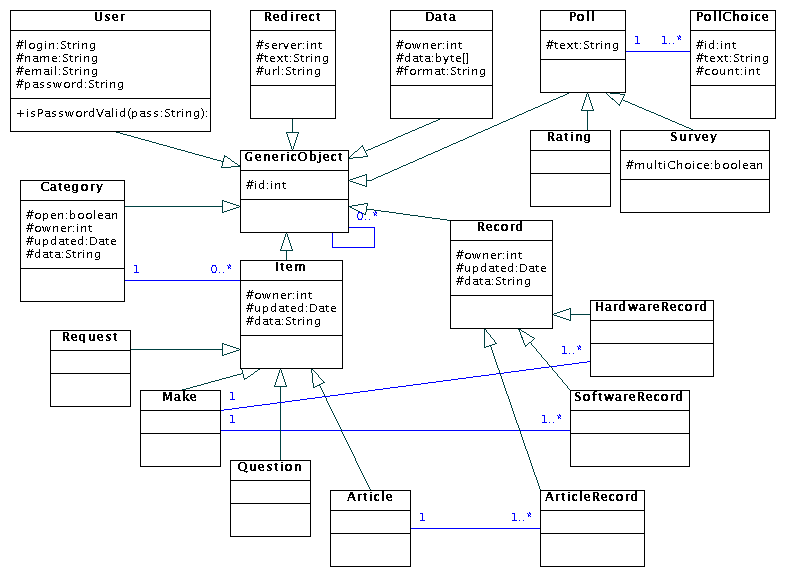 User
#login:String
#name:String
#email:String
#password:String
+isPasswordValid(pass:String):
Redirect
#server:int
#text:String
#url:String
Data
#owner:int
#data:byte[]
#format:String
Poll
#text:String
1
1..*
PollChoice
#id:int
#text:String
#count:int
Rating
Survey
#multiChoice:boolean
GenericObject
#id:int
0..*
Category
#open:boolean
#owner:int
#updated:Date
#data:String
1
0..*
Item
#owner:int
#updated:Date
#data:String
Record
#owner:int
#updated:Date
#data:String
HardwareRecord
1..*
Request
Make
1
1
1..*
SoftwareRecord
Question
Article
1
1..*
ArticleRecord